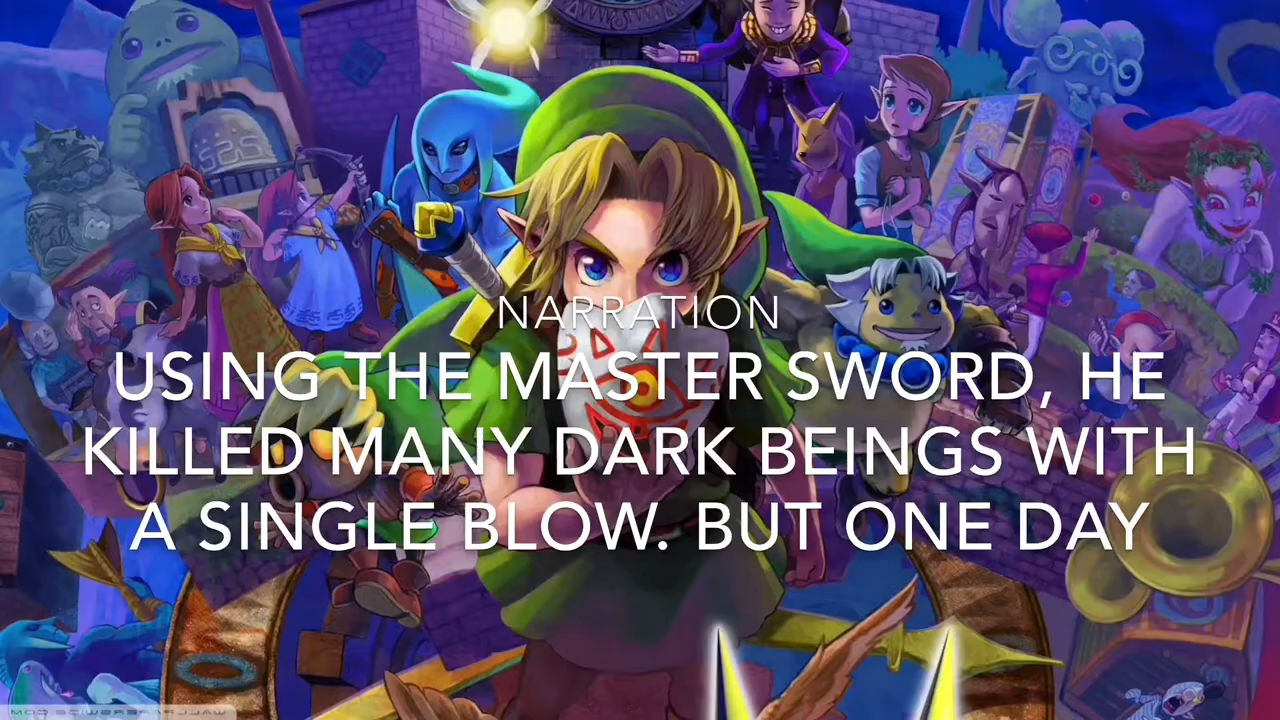 NARRATION
USING THE MASTER SWORD, HE
KILLED MANY DARK BEINGS WITH
A SINGLE BLOW. BUT ONE DAY